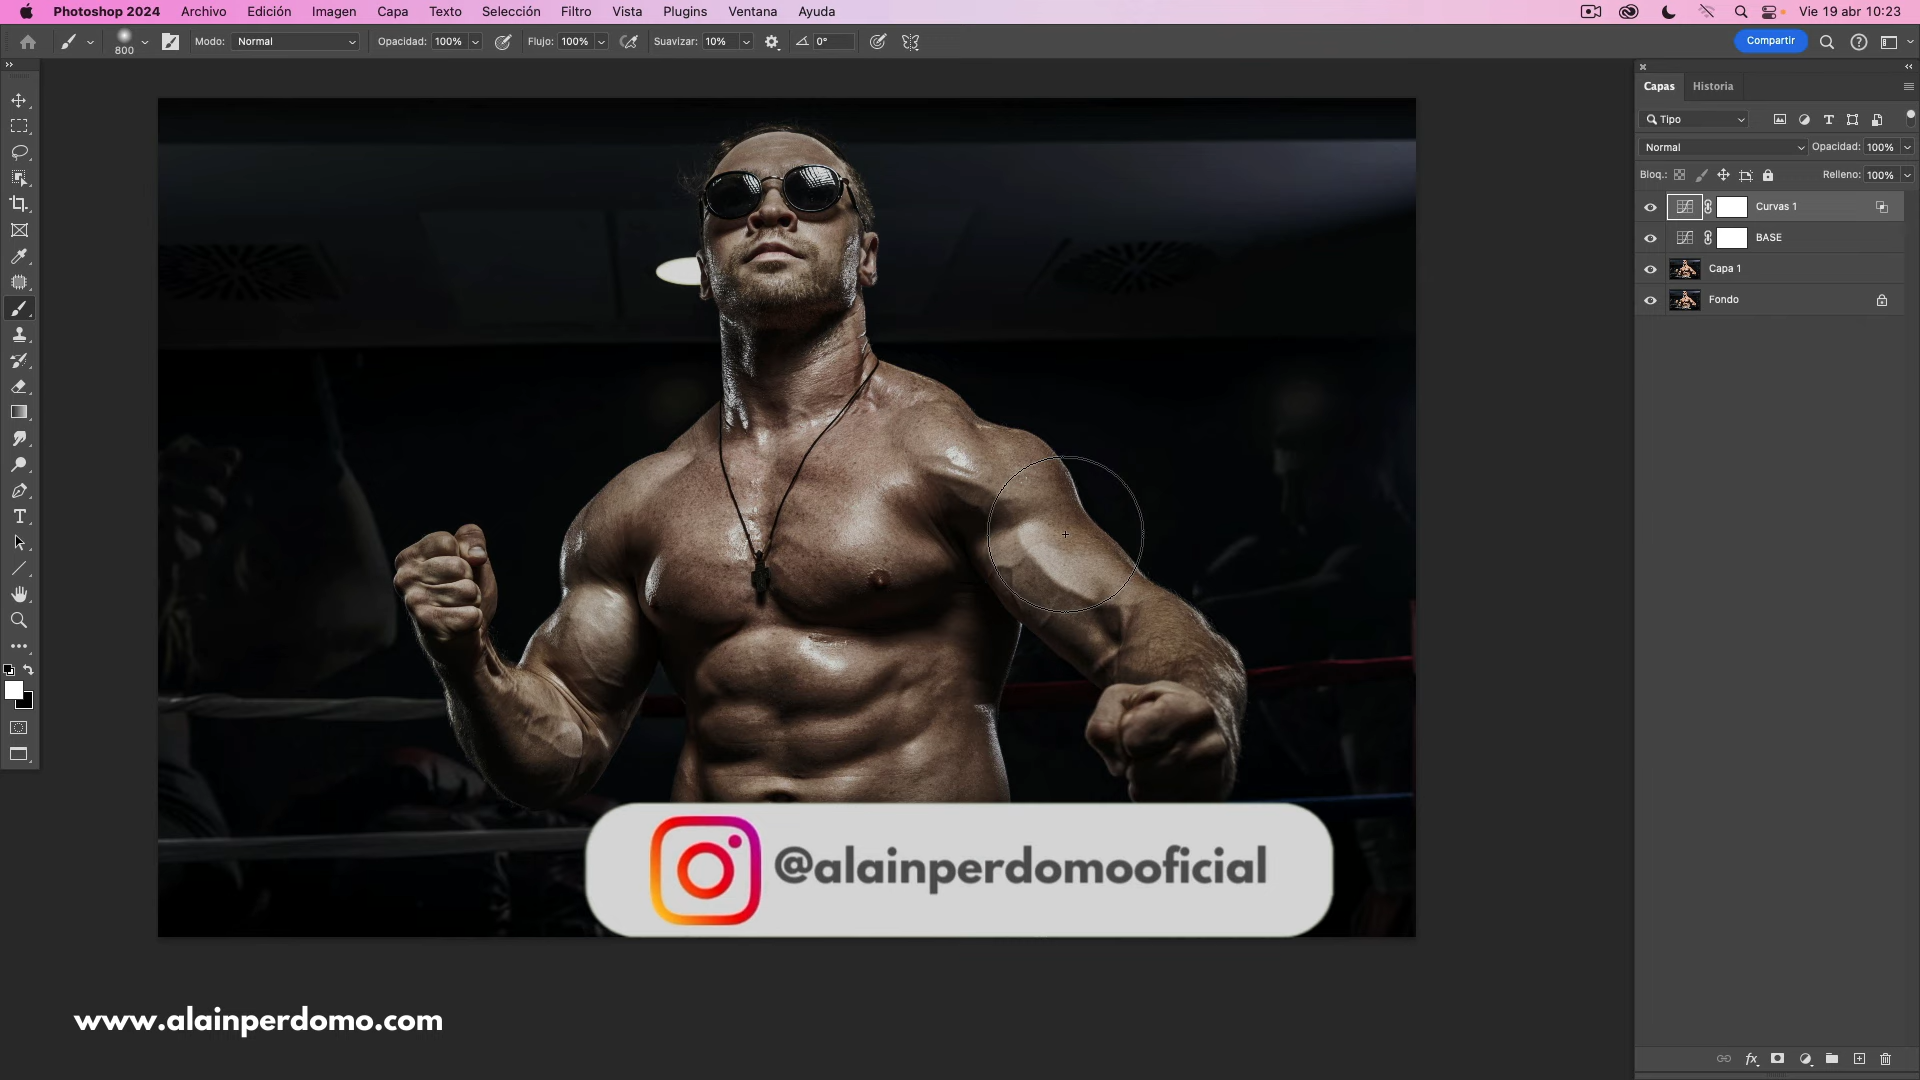 Photoshop 2024 Archivo Edición Imagen Capa Texto Selección Filtro Vista Plugins Ventana Ayuda Vie 19 abr 10:23
800 Modo: Normal Opacidad: 100% Flujo: 100% Suavizar: 10% 0° Compartir
Capas Historia
Tipo
Normal Opacidad: 100%
Bloq.: Relleno: 100%
Curvas 1
BASE
Capa 1
Fondo
@alainperdomooficial
www.alainperdomo.com